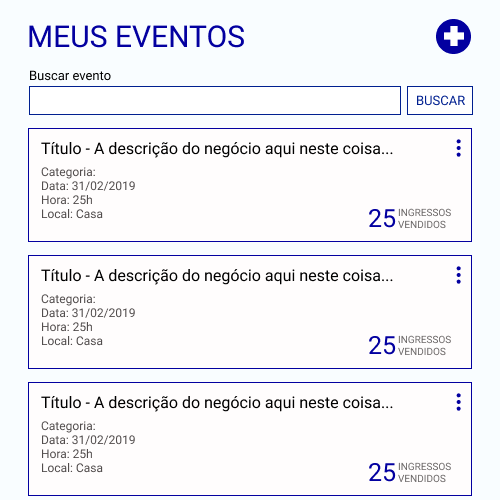 MEUS EVENTOS
Buscar evento
BUSCAR
Título - A descrição do negócio aqui neste coisa...
Categoria:
Data: 31/02/2019
Hora: 25h
Local: Casa
25 INGRESSOS
VENDIDOS
Título - A descrição do negócio aqui neste coisa...
Categoria:
Data: 31/02/2019
Hora: 25h
Local: Casa
25 INGRESSOS
VENDIDOS
Título - A descrição do negócio aqui neste coisa...
Categoria:
Data: 31/02/2019
Hora: 25h
Local: Casa
25 INGRESSOS
VENDIDOS